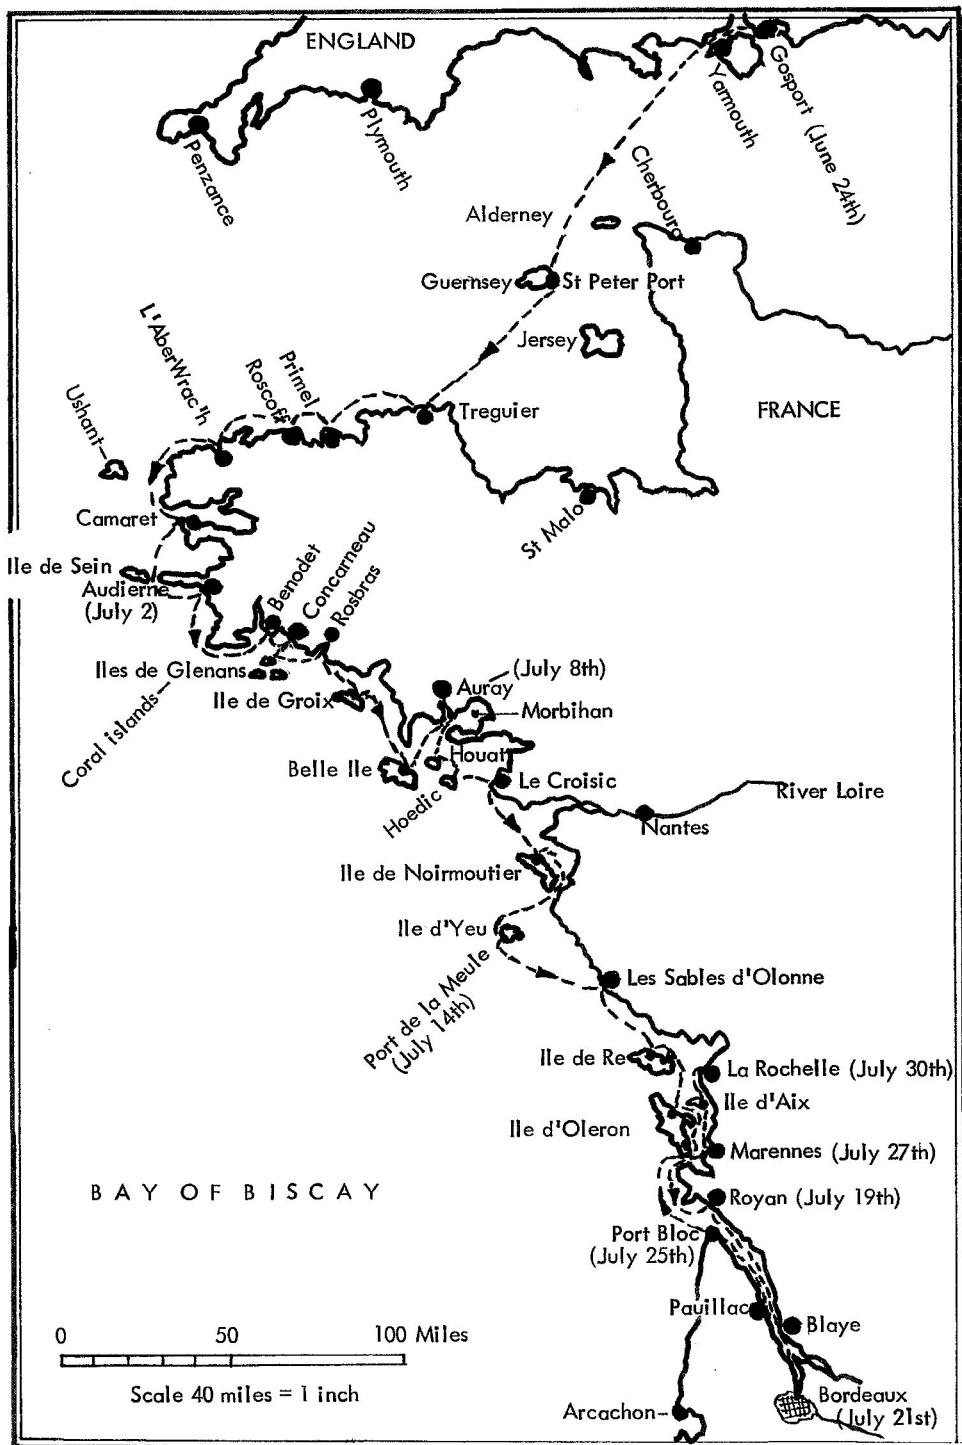 ENGLAND
Gosport (June 24th)
Yarmouth
Plymouth
Penzance
Cherbourg
Alderney
Guernsey
St Peter Port
Jersey
L'AberWrac'h
Primel
Roscoff
Ushant
Treguier
FRANCE
St Malo
Camaret
Ile de Sein
Audierne
(July 2)
Benodet
Concarneau
Rosbras
Iles de Glenans
Coral islands
Ile de Groix
(July 8th)
Auray
Morbihan
Belle Ile
Houat
Hoedic
Le Croisic
River Loire
Nantes
Ile de Noirmoutier
Ile d'Yeu
Port de la Meule
(July 14th)
Les Sables d'Olonne
Ile de Re
La Rochelle (July 30th)
Ile d'Aix
Ile d'Oleron
Marennes (July 27th)
BAY OF BISCAY
Royan (July 19th)
Port Bloc
(July 25th)
Pauillac
Blaye
0 50 100 Miles
Scale 40 miles = 1 inch
Bordeaux
(July 21st)
Arcachon